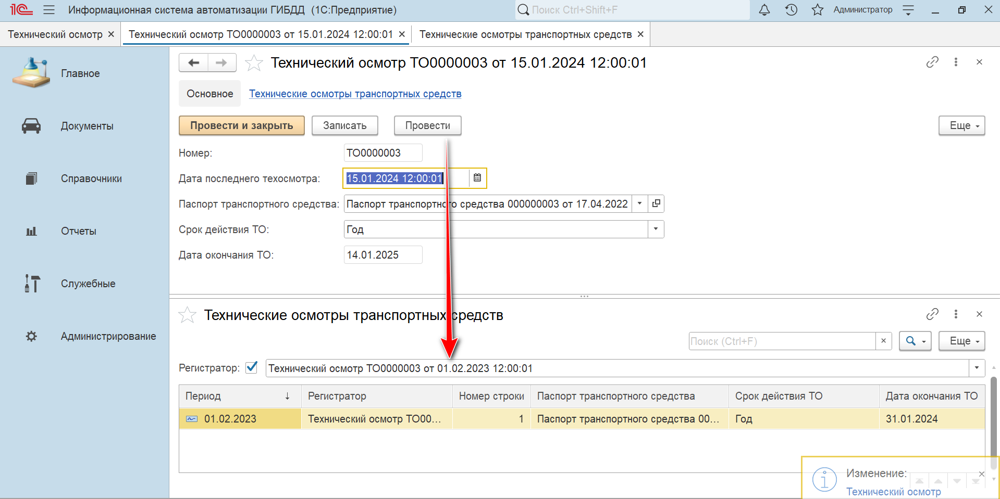 1С Информационная система автоматизации ГИБДД (1С:Предприятие) Поиск Ctrl+Shift+F Администратор
Технический осмотр × Технический осмотр ТО0000003 от 15.01.2024 12:00:01 × Технические осмотры транспортных средств ×
Главное
Документы
Справочники
Отчеты
Служебные
Администрирование
Технический осмотр ТО0000003 от 15.01.2024 12:00:01
Основное Технические осмотры транспортных средств
Провести и закрыть Записать Провести Еще
Номер: ТО0000003
Дата последнего техосмотра: 15.01.2024 12:00:01
Паспорт транспортного средства: Паспорт транспортного средства 000000003 от 17.04.2022
Срок действия ТО: Год
Дата окончания ТО: 14.01.2025
Технические осмотры транспортных средств
Поиск (Ctrl+F) × Еще
Регистратор: Технический осмотр ТО0000003 от 01.02.2023 12:00:01
Период ↓ Регистратор Номер строки Паспорт транспортного средства Срок действия ТО Дата окончания ТО
01.02.2023 Технический осмотр ТО00... 1 Паспорт транспортного средства 00... Год 31.01.2024
Изменение:
Технический осмотр